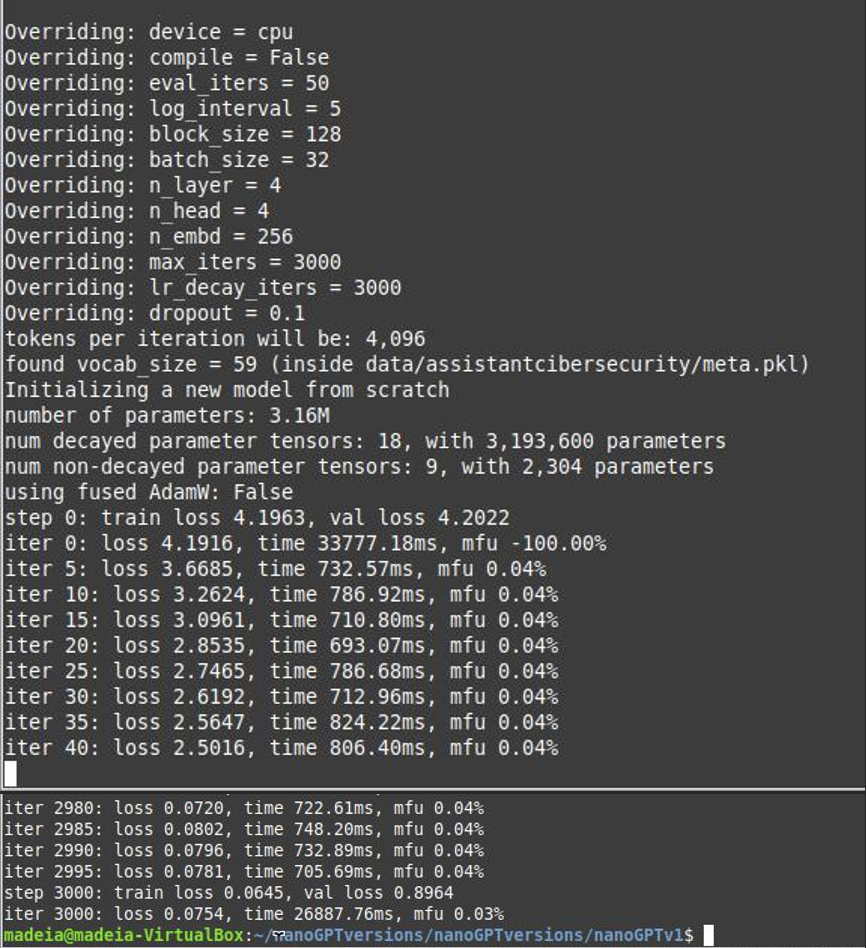 Overriding: device = cpu
Overriding: compile = False
Overriding: eval_iters = 50
Overriding: log_interval = 5
Overriding: block_size = 128
Overriding: batch_size = 32
Overriding: n_layer = 4
Overriding: n_head = 4
Overriding: n_embd = 256
Overriding: max_iters = 3000
Overriding: lr_decay_iters = 3000
Overriding: dropout = 0.1
tokens per iteration will be: 4,096
found vocab_size = 59 (inside data/assistantcibersecurity/meta.pkl)
Initializing a new model from scratch
number of parameters: 3.16M
num decayed parameter tensors: 18, with 3,193,600 parameters
num non-decayed parameter tensors: 9, with 2,304 parameters
using fused AdamW: False
step 0: train loss 4.1963, val loss 4.2022
iter 0: loss 4.1916, time 33777.18ms, mfu -100.00%
iter 5: loss 3.6685, time 732.57ms, mfu 0.04%
iter 10: loss 3.2624, time 786.92ms, mfu 0.04%
iter 15: loss 3.0961, time 710.80ms, mfu 0.04%
iter 20: loss 2.8535, time 693.07ms, mfu 0.04%
iter 25: loss 2.7465, time 786.68ms, mfu 0.04%
iter 30: loss 2.6192, time 712.96ms, mfu 0.04%
iter 35: loss 2.5647, time 824.22ms, mfu 0.04%
iter 40: loss 2.5016, time 806.40ms, mfu 0.04%
iter 2980: loss 0.0720, time 722.61ms, mfu 0.04%
iter 2985: loss 0.0802, time 748.20ms, mfu 0.04%
iter 2990: loss 0.0796, time 732.89ms, mfu 0.04%
iter 2995: loss 0.0781, time 705.69ms, mfu 0.04%
step 3000: train loss 0.0645, val loss 0.8964
iter 3000: loss 0.0754, time 26887.76ms, mfu 0.03%
madeia@madeia-VirtualBox:~/nanoGPTversions/nanoGPTversions/nanoGPTv1$